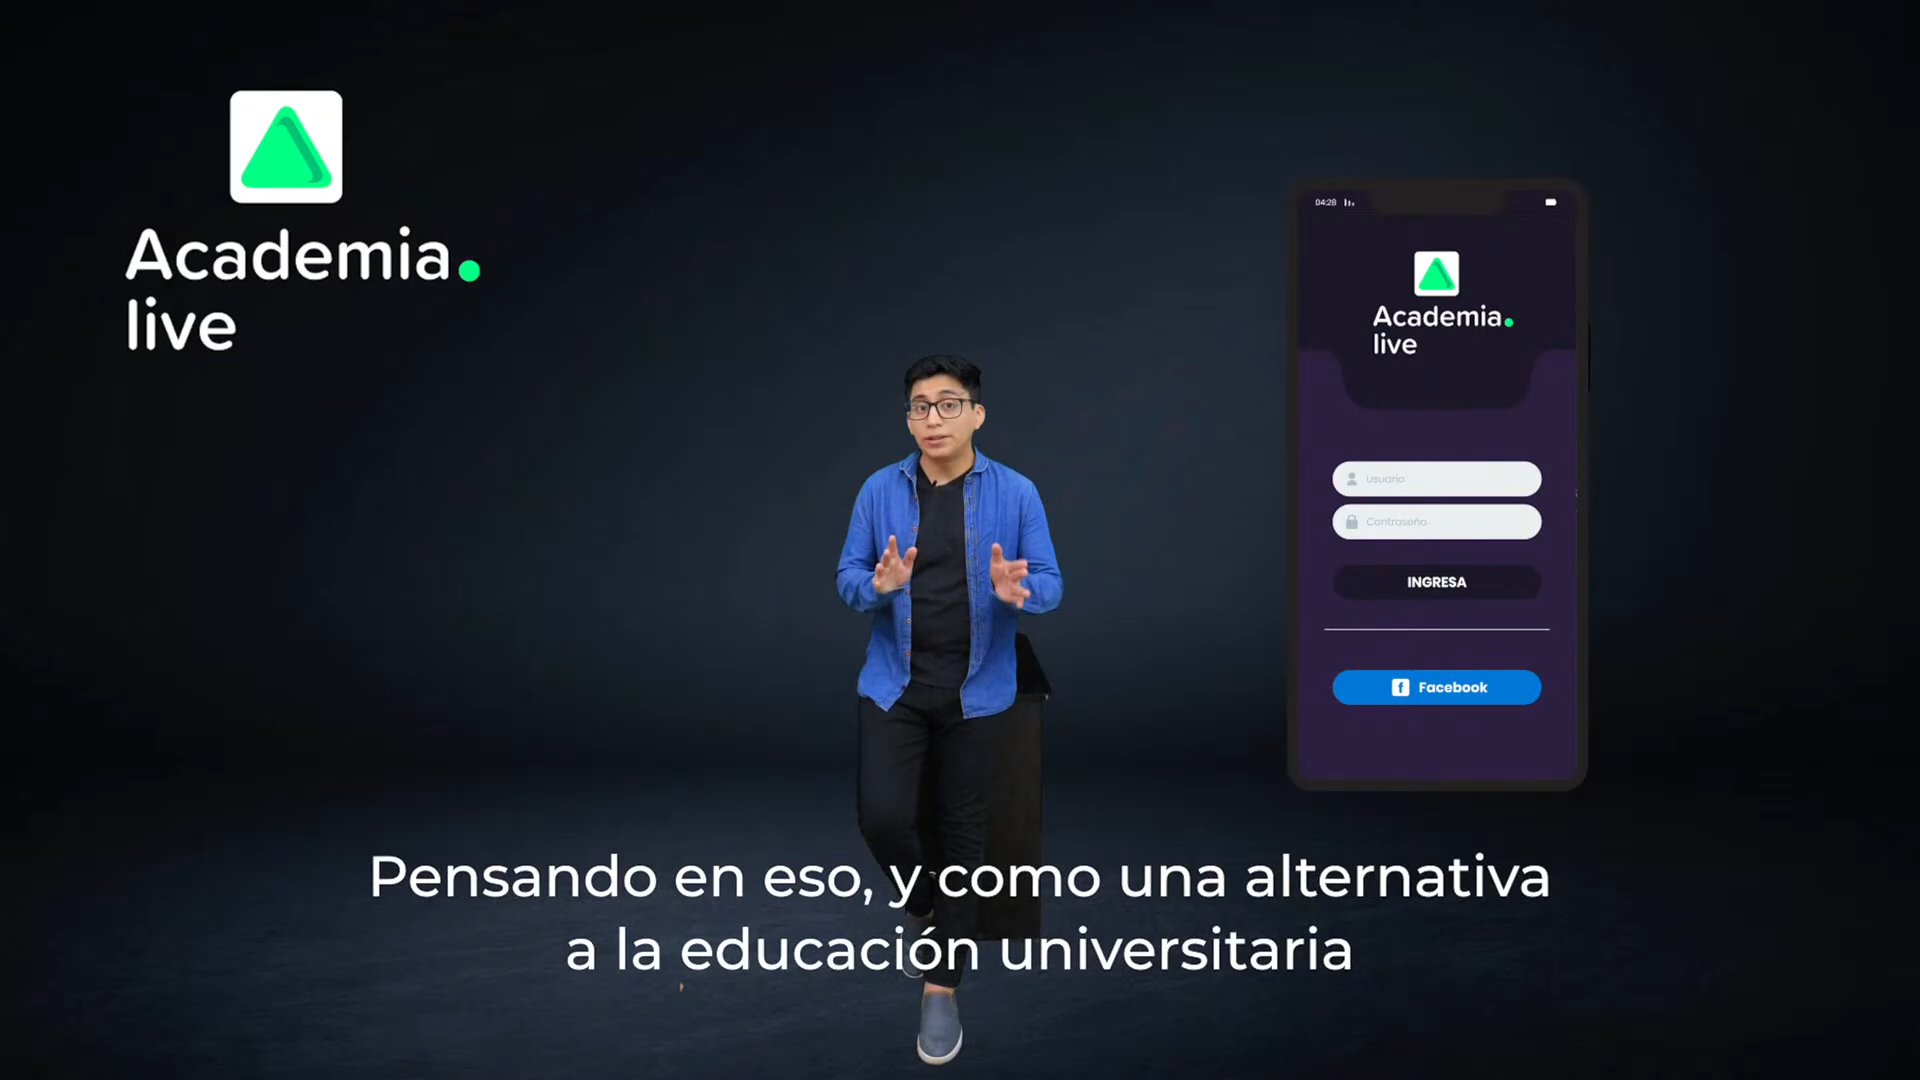 Academia.
live
04:28
Academia.
live
Usuario
Contraseña
INGRESA
Facebook
Pensando en eso, y como una alternativa
a la educación universitaria